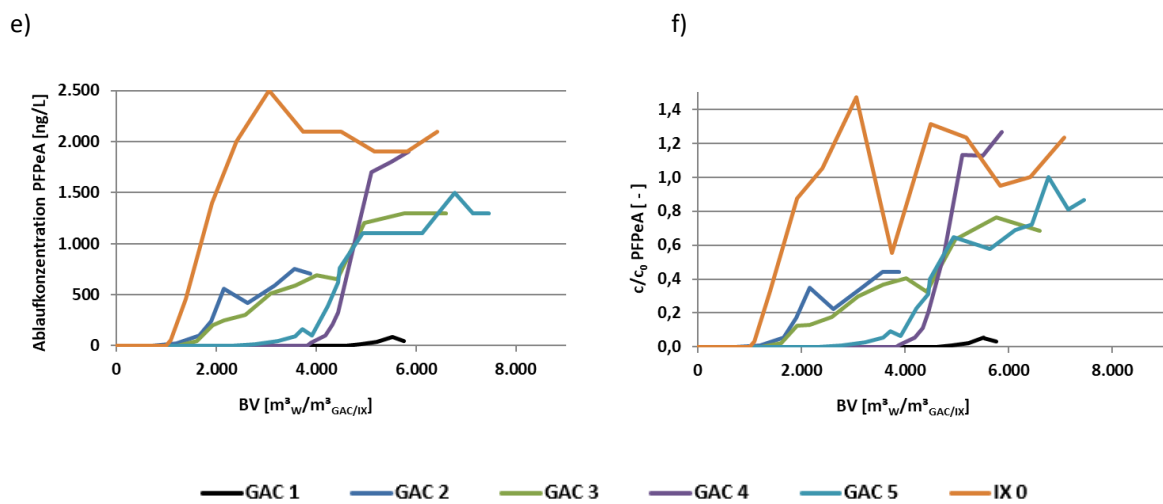 e)
f)
Ablaufkonzentration PFPeA [ng/L]
2.500
2.000
1.500
1.000
500
0
0 2.000 4.000 6.000 8.000
BV [m³W/m³GAC/IX]
c/c0 PFPeA [ - ]
1,4
1,2
1,0
0,8
0,6
0,4
0,2
0,0
0 2.000 4.000 6.000 8.000
BV [m³W/m³GAC/IX]
GAC 1 GAC 2 GAC 3 GAC 4 GAC 5 IX 0